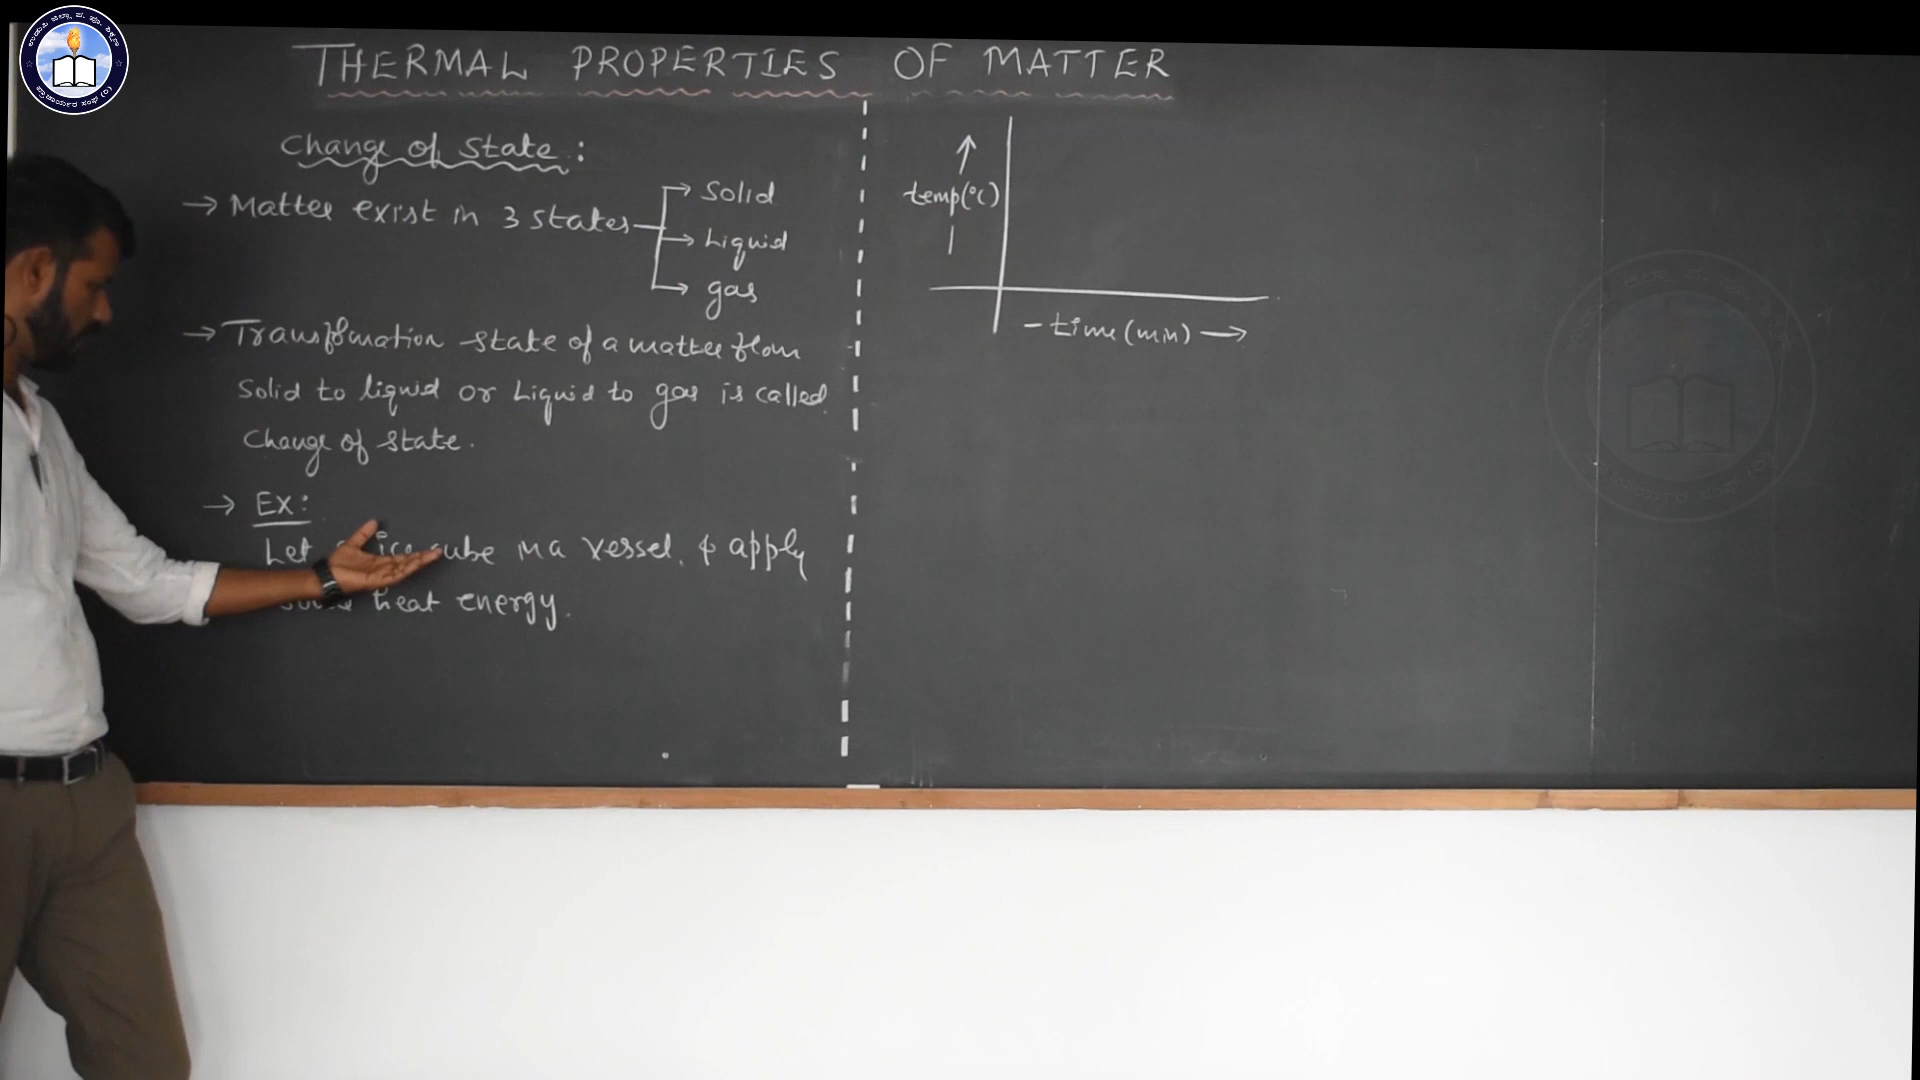 THERMAL PROPERTIES OF MATTER
Change of state :
→ Matter exist in 3 states
→ Solid
→ Liquid
→ gas
→ Transformation state of a matter from
Solid to liquid or Liquid to gas is called
Change of state.
→ Ex:
Let ice cube in a vessel, & apply
heat energy.
temp(°C)
- time (min) →